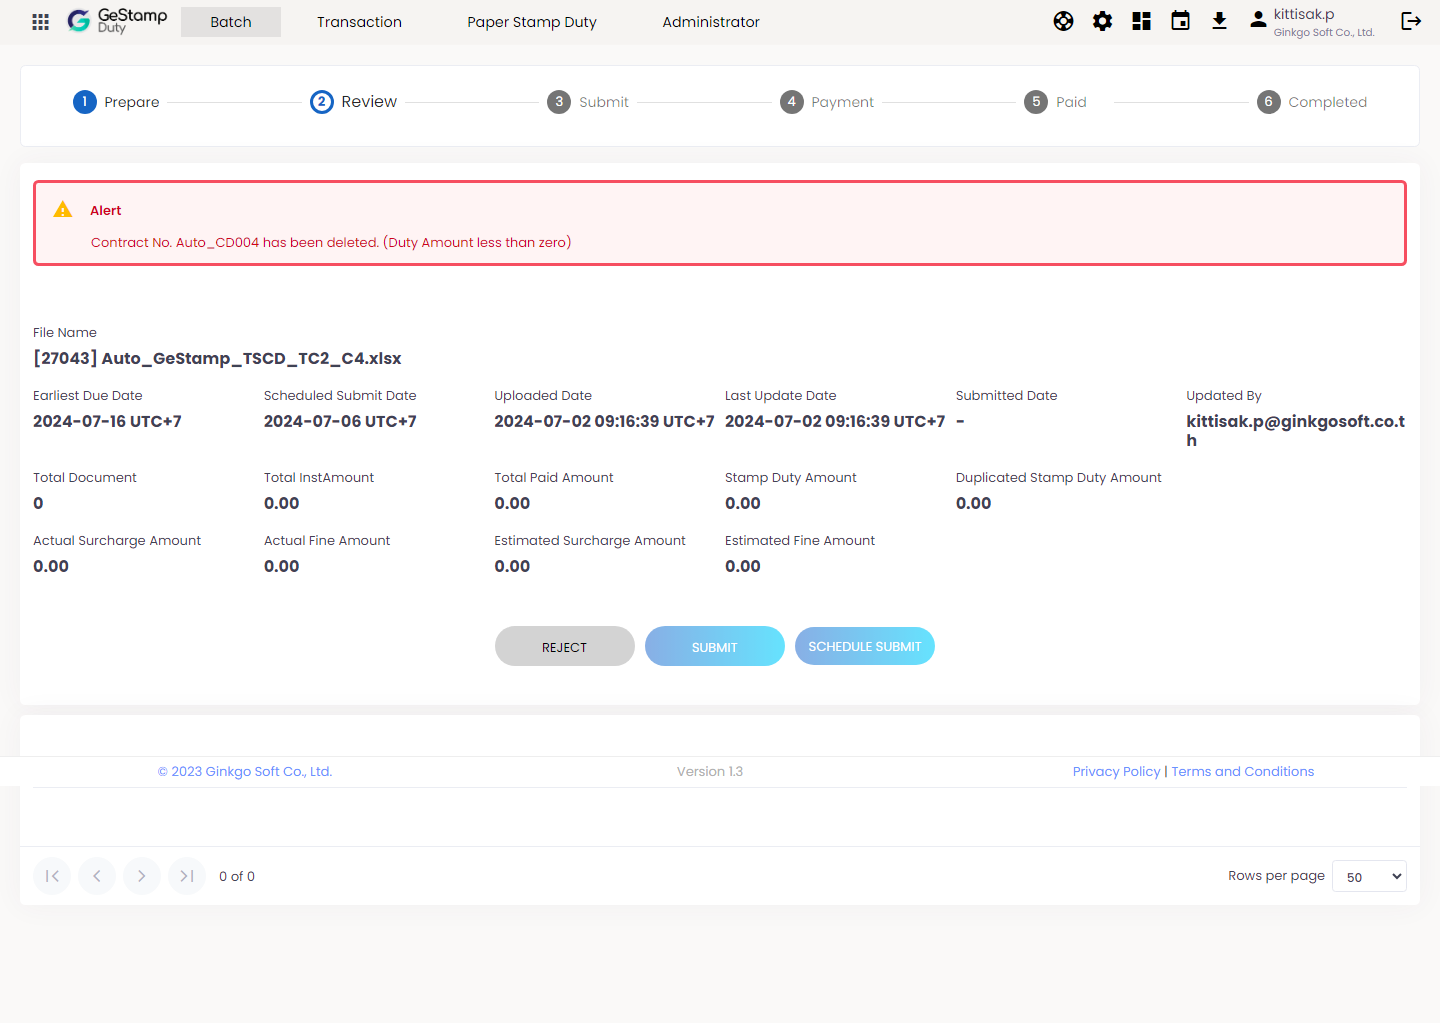 GeStamp
Duty
Batch
Transaction
Paper Stamp Duty
Administrator
kittisak.p
Ginkgo Soft Co., Ltd.
1 Prepare
2 Review
3 Submit
4 Payment
5 Paid
6 Completed
Alert
Contract No. Auto_CD004 has been deleted. (Duty Amount less than zero)
File Name
[27043] Auto_GeStamp_TSCD_TC2_C4.xlsx
Earliest Due Date
2024-07-16 UTC+7
Scheduled Submit Date
2024-07-06 UTC+7
Uploaded Date
2024-07-02 09:16:39 UTC+7
Last Update Date
2024-07-02 09:16:39 UTC+7
Submitted Date
-
Updated By
kittisak.p@ginkgosoft.co.t
h
Total Document
0
Total InstAmount
0.00
Total Paid Amount
0.00
Stamp Duty Amount
0.00
Duplicated Stamp Duty Amount
0.00
Actual Surcharge Amount
0.00
Actual Fine Amount
0.00
Estimated Surcharge Amount
0.00
Estimated Fine Amount
0.00
REJECT
SUBMIT
SCHEDULE SUBMIT
© 2023 Ginkgo Soft Co., Ltd.
Version 1.3
Privacy Policy | Terms and Conditions
0 of 0
Rows per page
50